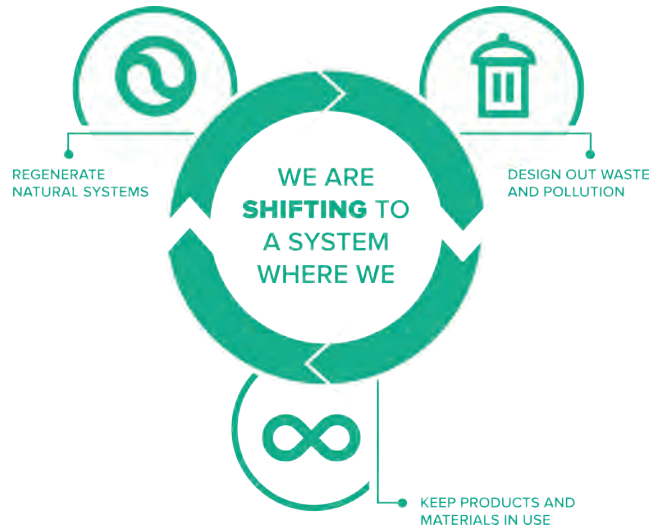 WE ARE
SHIFTING TO
A SYSTEM
WHERE WE
REGENERATE
NATURAL SYSTEMS
DESIGN OUT WASTE
AND POLLUTION
KEEP PRODUCTS AND
MATERIALS IN USE